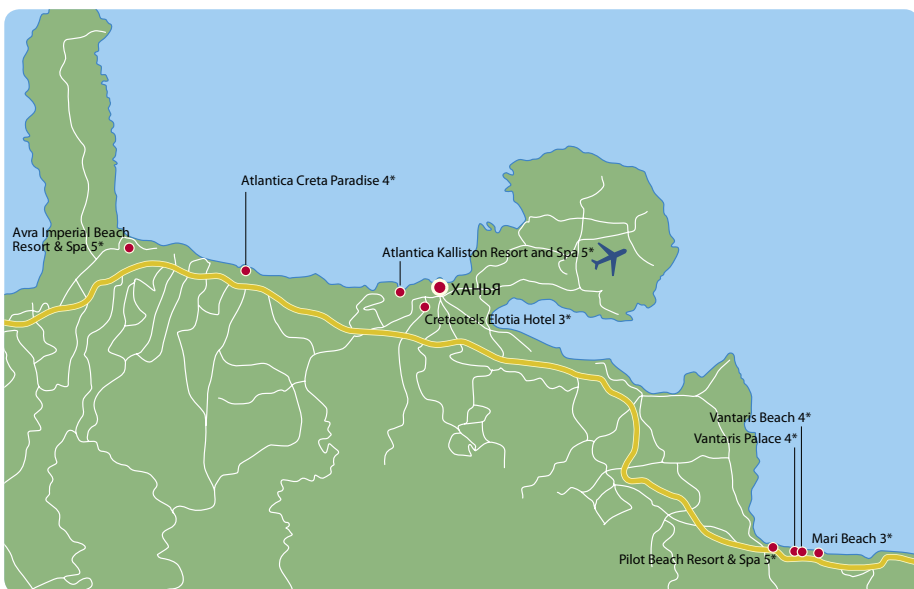 Atlantica Creta Paradise 4*
Avra Imperial Beach
Resort & Spa 5*
Atlantica Kalliston Resort and Spa 5*
ХАНЬЯ
Creteotels Elotia Hotel 3*
Vantaris Beach 4*
Vantaris Palace 4*
Mari Beach 3*
Pilot Beach Resort & Spa 5*